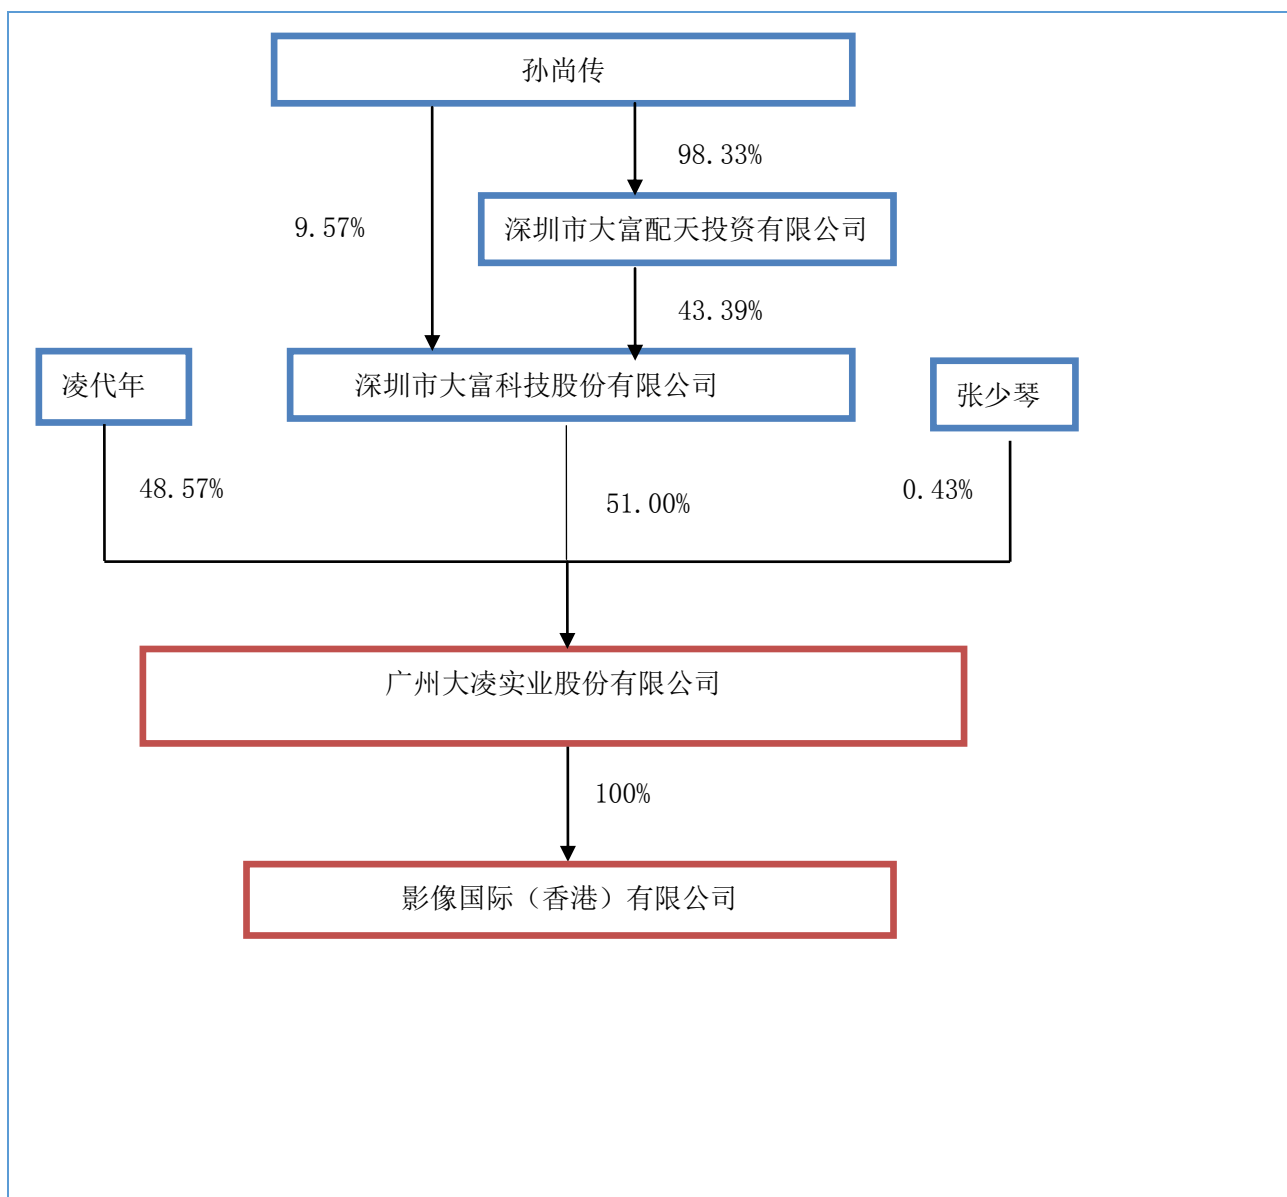 孙尚传
98.33%
9.57%
深圳市大富配天投资有限公司
43.39%
凌代年
深圳市大富科技股份有限公司
张少琴
48.57%
51.00%
0.43%
广州大凌实业股份有限公司
100%
影像国际（香港）有限公司